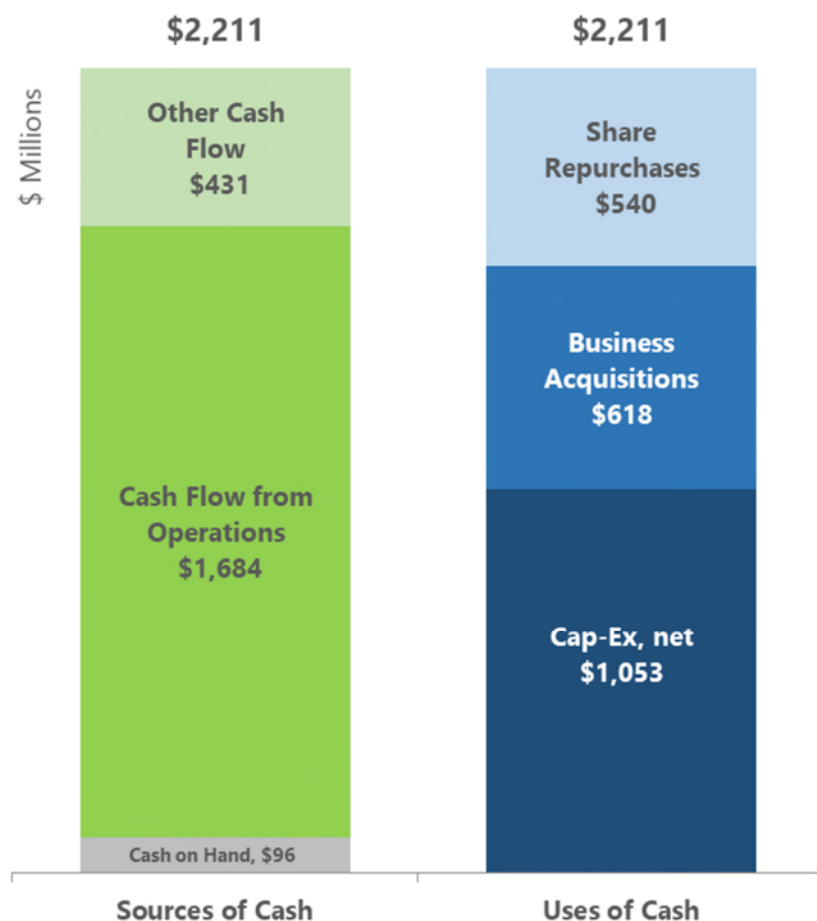 $2,211
$2,211
$ Millions
Other Cash
Flow
$431
Share
Repurchases
$540
Business
Acquisitions
$618
Cash Flow from
Operations
$1,684
Cap-Ex, net
$1,053
Cash on Hand, $96
Sources of Cash
Uses of Cash